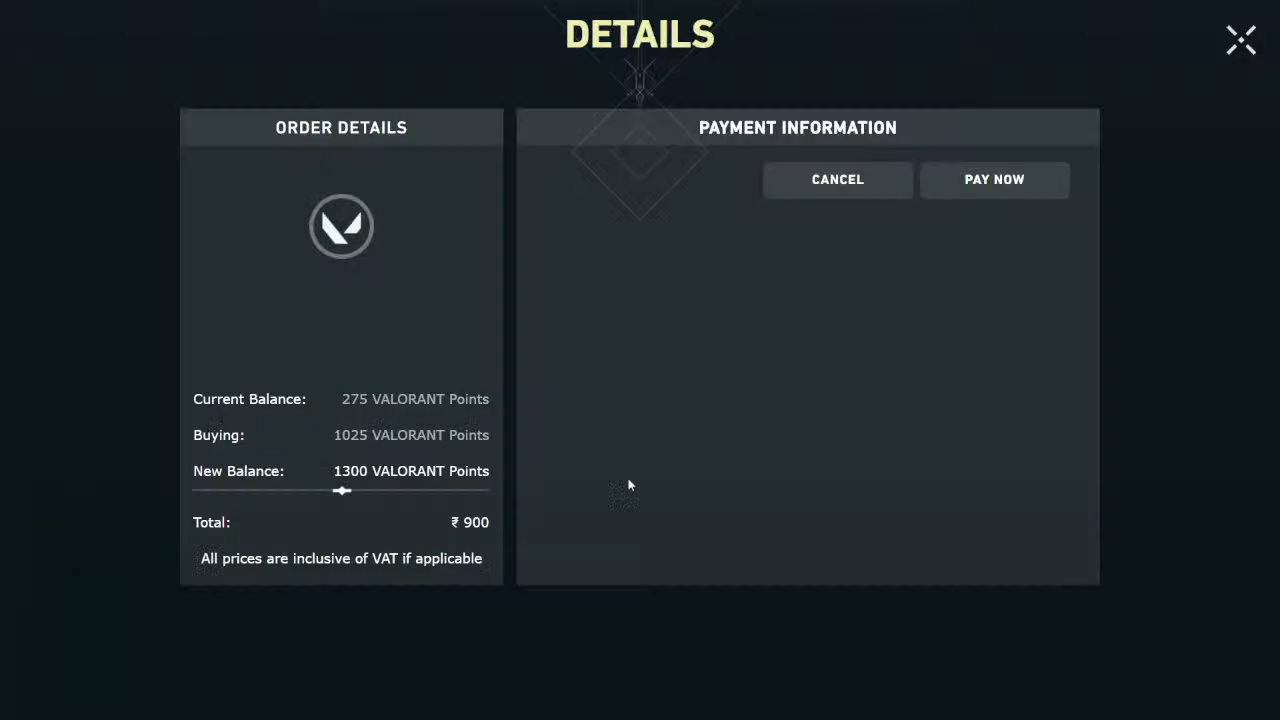 DETAILS
ORDER DETAILS
Current Balance: 275 VALORANT Points
Buying: 1025 VALORANT Points
New Balance: 1300 VALORANT Points
Total: ₹ 900
All prices are inclusive of VAT if applicable
PAYMENT INFORMATION
CANCEL PAY NOW